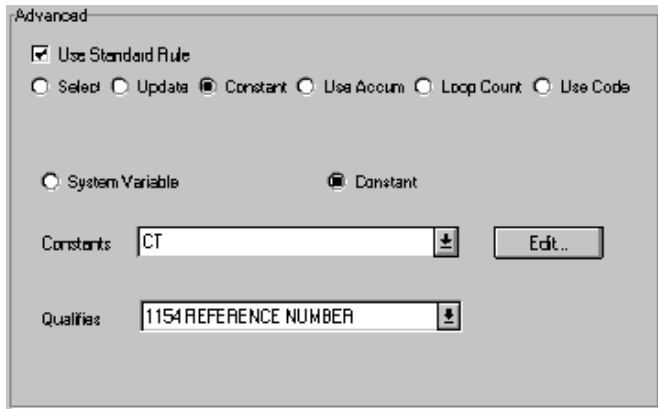 Advanced
Use Standard Rule
Select Update Constant Use Accum Loop Count Use Code
System Variable Constant
Constants CT Edit...
Qualifies 1154 REFERENCE NUMBER